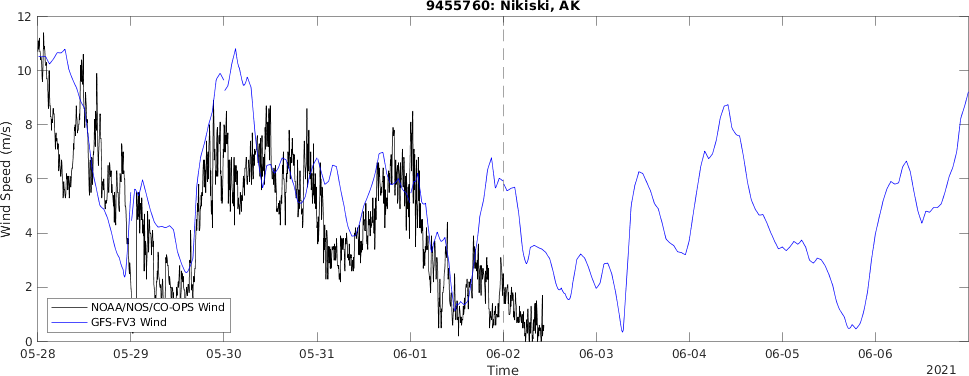 9455760: Nikiski, AK
12
10
8
6
4
2
0
Wind Speed (m/s)
NOAA/NOS/CO-OPS Wind
GFS-FV3 Wind
05-28 05-29 05-30 05-31 06-01 06-02 06-03 06-04 06-05 06-06
Time
2021